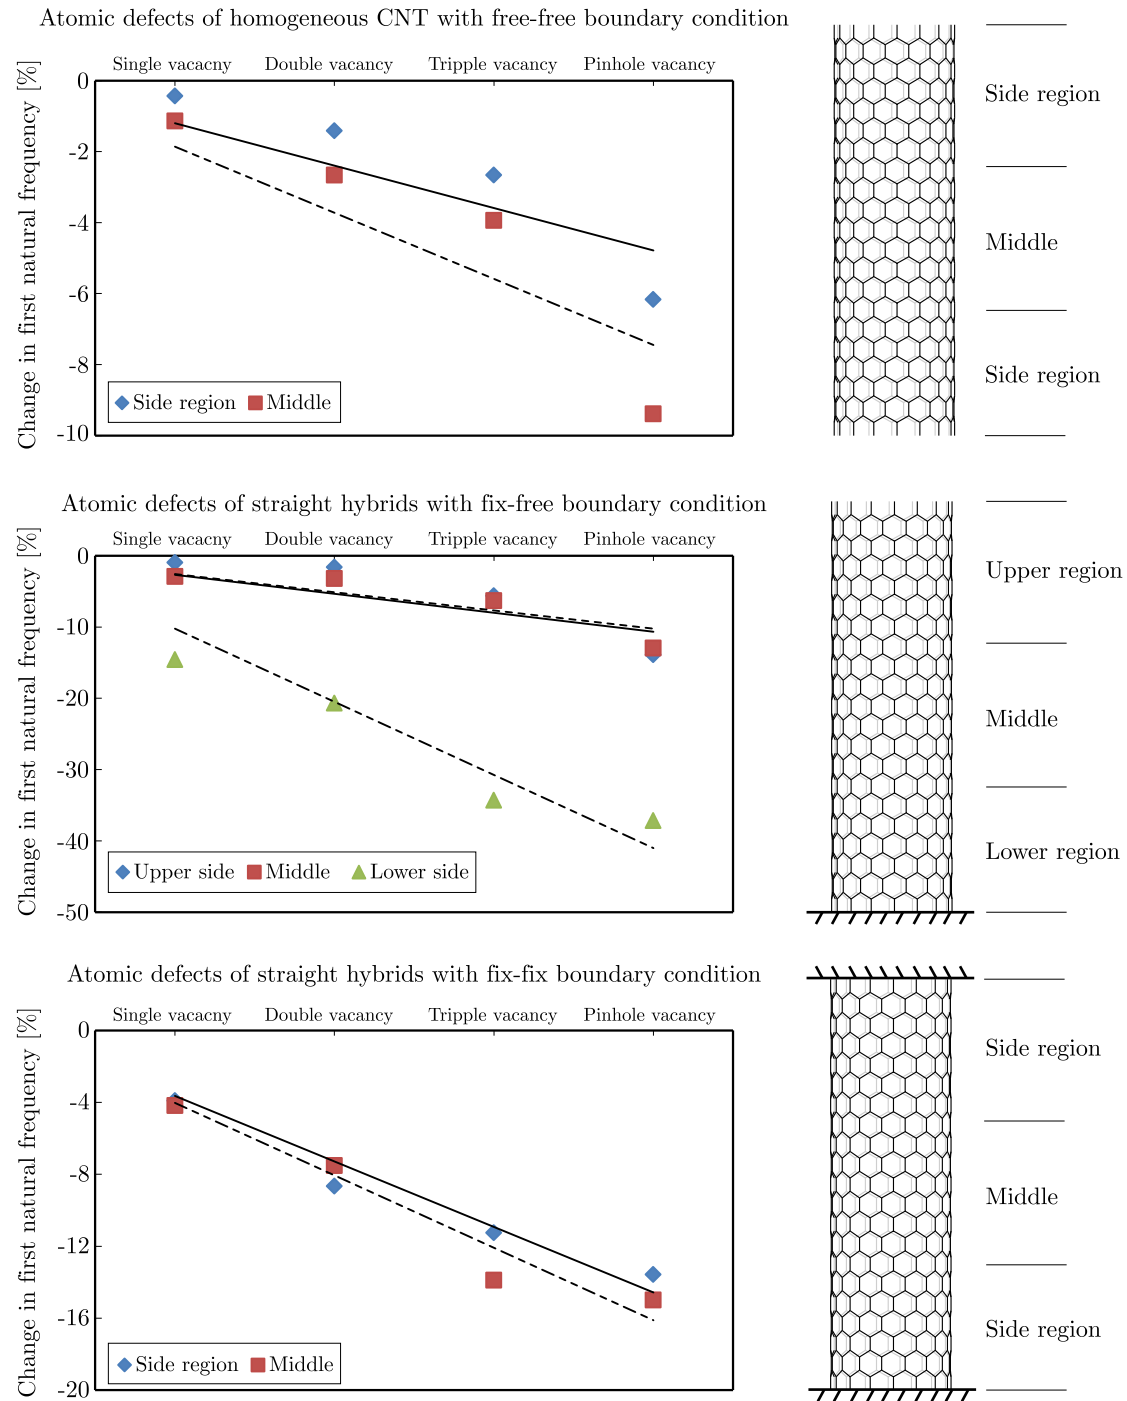 Atomic defects of homogeneous CNT with free-free boundary condition
Single vacacny Double vacancy Tripple vacancy Pinhole vacancy
Change in first natural frequency [%]
0
-2
-4
-6
-8
-10
Side region Middle
Side region
Middle
Side region
Atomic defects of straight hybrids with fix-free boundary condition
Single vacacny Double vacancy Tripple vacancy Pinhole vacancy
Change in first natural frequency [%]
0
-10
-20
-30
-40
-50
Upper side Middle Lower side
Upper region
Middle
Lower region
Atomic defects of straight hybrids with fix-fix boundary condition
Single vacacny Double vacancy Tripple vacancy Pinhole vacancy
Change in first natural frequency [%]
0
-4
-8
-12
-16
-20
Side region Middle
Side region
Middle
Side region